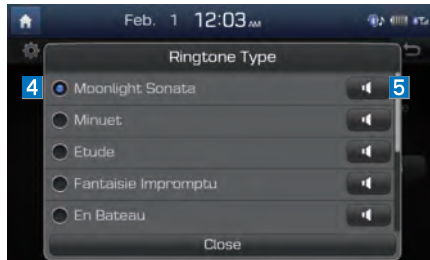 Feb. 1 12:03 AM
Ringtone Type
4 Moonlight Sonata 5
Minuet
Etude
Fantaisie Impromptu
En Bateau
Close